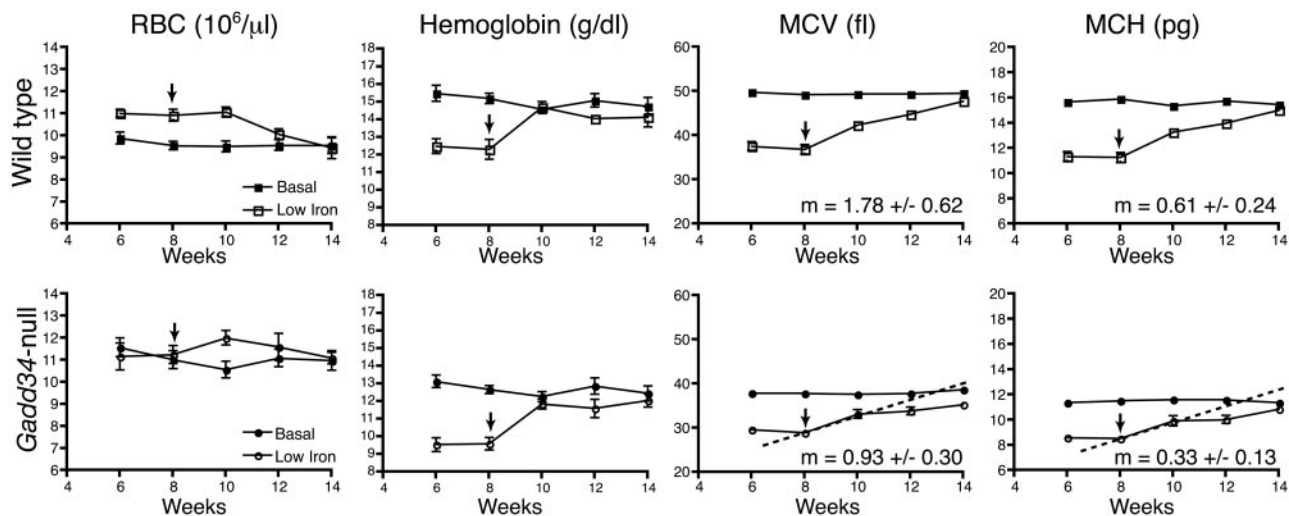 RBC (10⁶/µl) Hemoglobin (g/dl) MCV (fl) MCH (pg)
Wild type
14
13
12
11
10
9
8
7
6
4 6 8 10 12 14
Weeks
Basal
Low Iron
18
17
16
15
14
13
12
11
10
9
8
4 6 8 10 12 14
Weeks
60
50
40
30
20
4 6 8 10 12 14
Weeks
m = 1.78 +/- 0.62
20
18
16
14
12
10
8
6
4 6 8 10 12 14
Weeks
m = 0.61 +/- 0.24
Gadd34-null
14
13
12
11
10
9
8
7
6
4 6 8 10 12 14
Weeks
Basal
Low Iron
18
17
16
15
14
13
12
11
10
9
8
4 6 8 10 12 14
Weeks
60
50
40
30
20
4 6 8 10 12 14
Weeks
m = 0.93 +/- 0.30
20
18
16
14
12
10
8
6
4 6 8 10 12 14
Weeks
m = 0.33 +/- 0.13